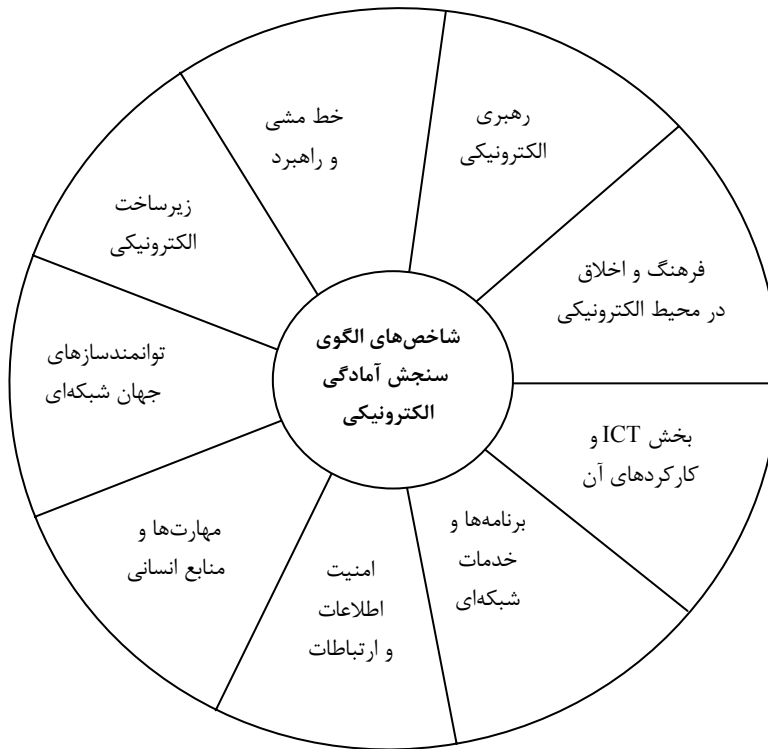 خط مشی
و راهبرد
رهبری
الکترونیکی
فرهنگ و اخلاق
در محیط الکترونیکی
بخش ICT و
کارکردهای آن
برنامه‌ها و
خدمات
شبکه‌ای
امنیت
اطلاعات
و ارتباطات
مهارت‌ها و
منابع انسانی
توانمندسازهای
جهان شبکه‌ای
زیرساخت
الکترونیکی
شاخص‌های الگوی
سنجش آمادگی
الکترونیکی